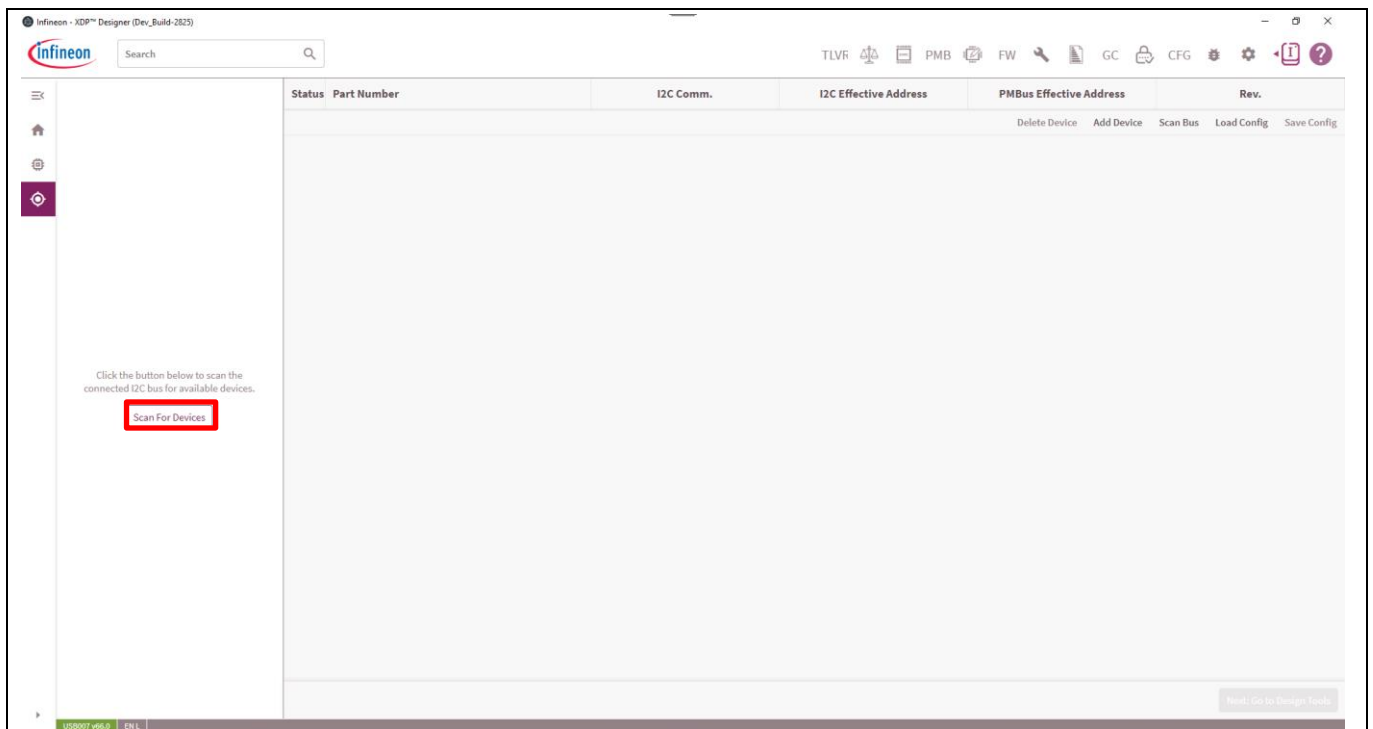 Infineon - XDP™ Designer (Dev_Build-2825)
infineon
Search
TLVR PMB FW GC CFG
Status Part Number I2C Comm. I2C Effective Address PMBus Effective Address Rev.
Delete Device Add Device Scan Bus Load Config Save Config
Click the button below to scan the
connected I2C bus for available devices.
Scan For Devices
Next: Go to Design Tools
USB007 v66.0 EN L